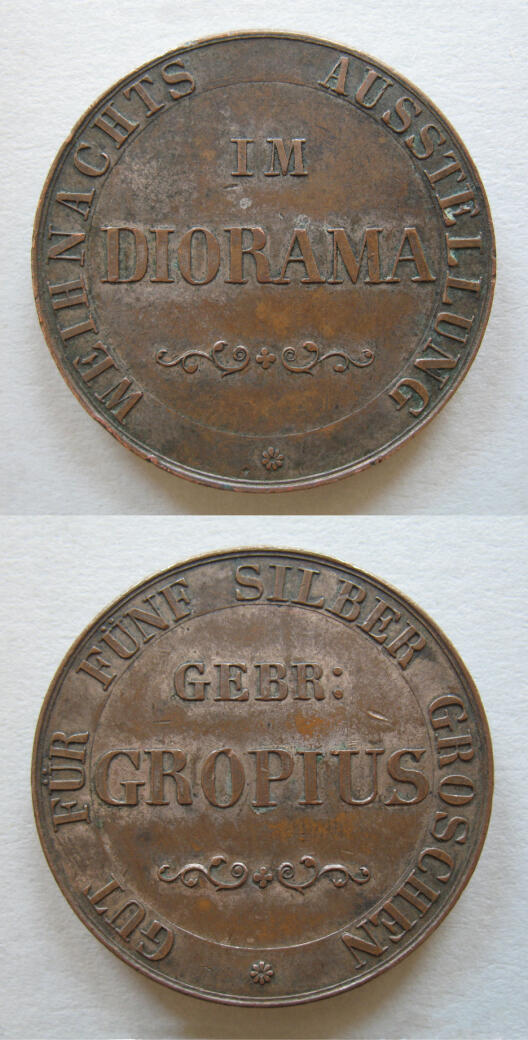 WEIHNACHTS AUSSTELLUNG
IM
DIORAMA
GUT FÜR FÜNF SILBER GROSCHEN
GEBR:
GROPIUS